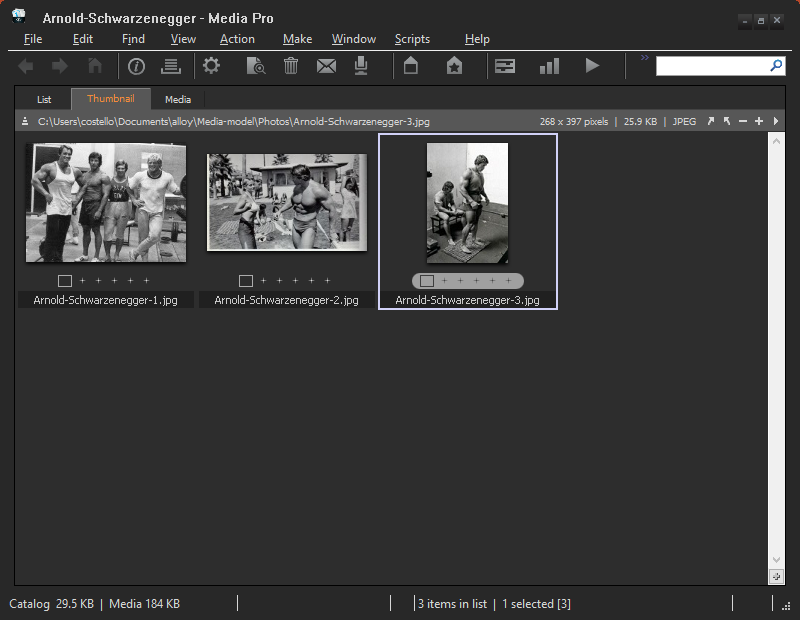 Arnold-Schwarzenegger - Media Pro
File Edit Find View Action Make Window Scripts Help
List Thumbnail Media
C:\Users\costello\Documents\alloy\Media-model\Photos\Arnold-Schwarzenegger-3.jpg 268 x 397 pixels | 25.9 KB | JPEG
Arnold-Schwarzenegger-1.jpg Arnold-Schwarzenegger-2.jpg Arnold-Schwarzenegger-3.jpg
Catalog 29.5 KB | Media 184 KB 3 items in list | 1 selected [3]